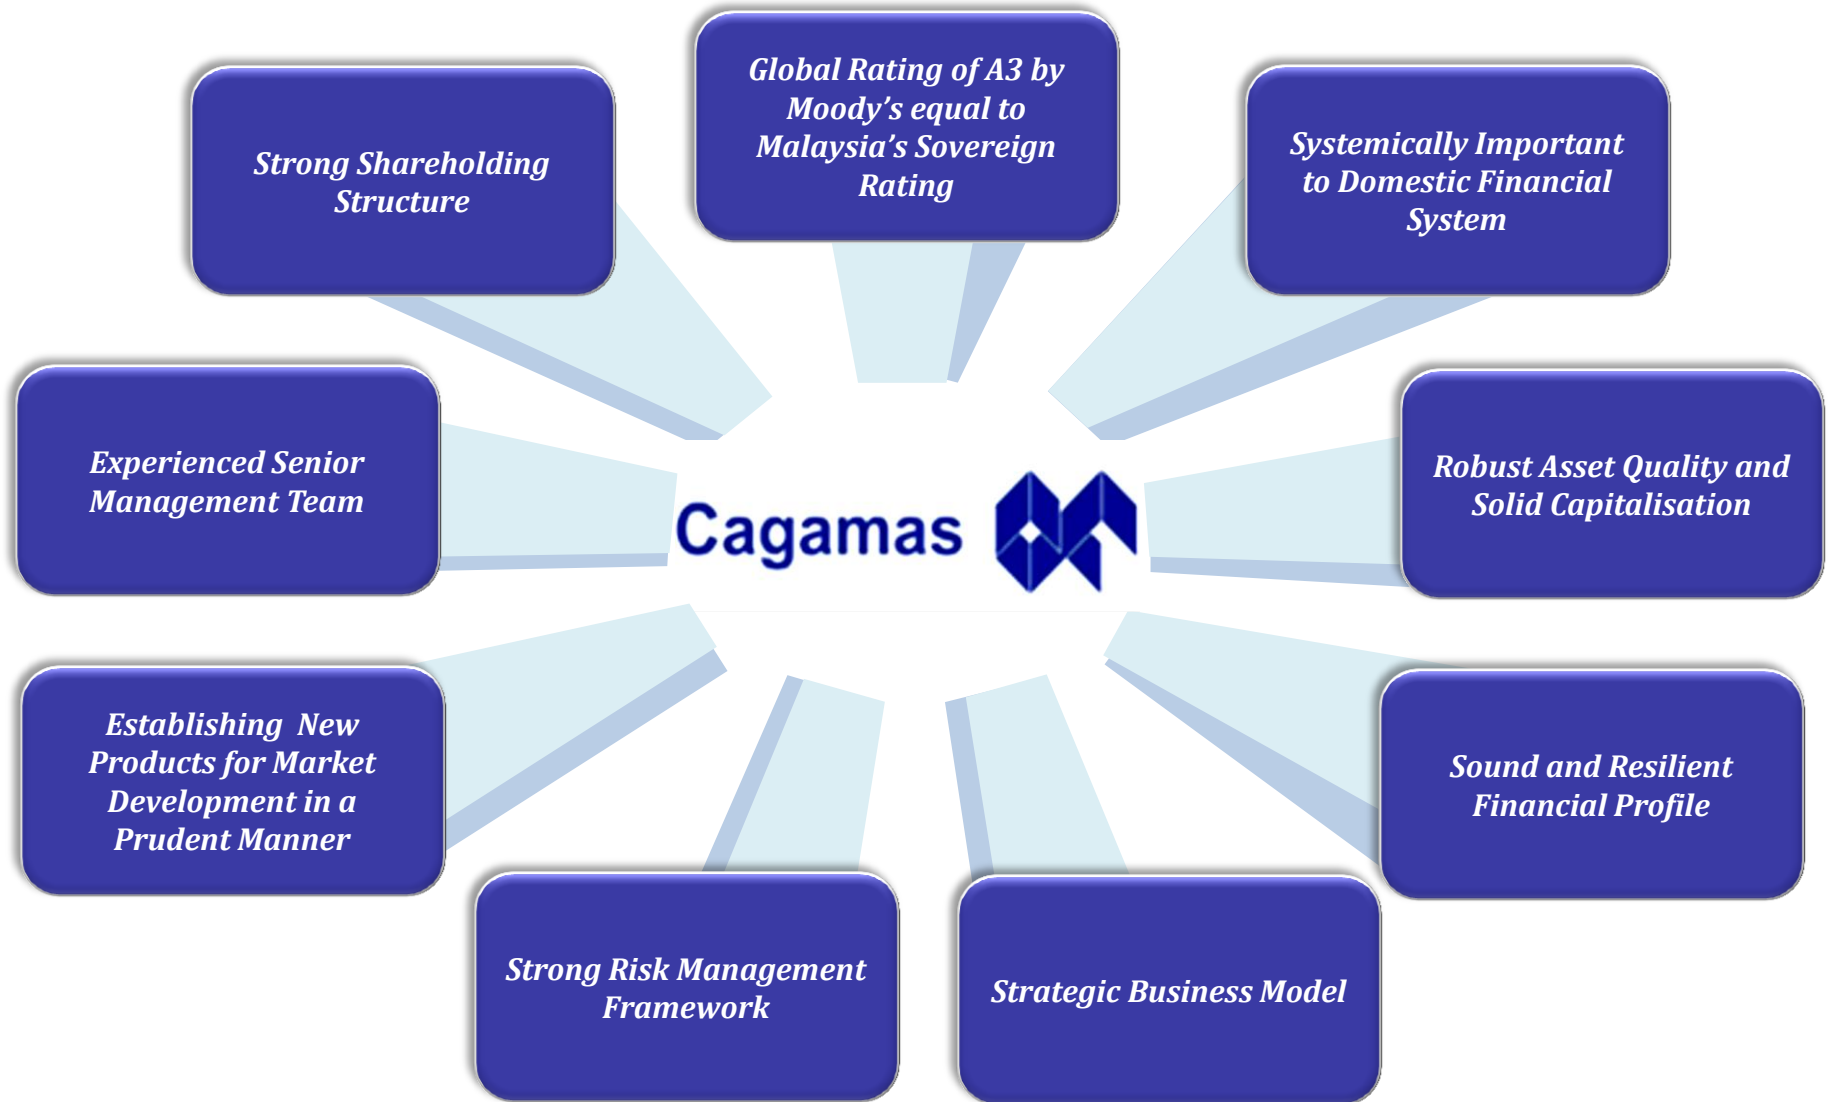 Global Rating of A3 by
Moody’s equal to
Malaysia’s Sovereign
Rating
Strong Shareholding
Structure
Systemically Important
to Domestic Financial
System
Experienced Senior
Management Team
Robust Asset Quality and
Solid Capitalisation
Cagamas
Establishing New
Products for Market
Development in a
Prudent Manner
Sound and Resilient
Financial Profile
Strong Risk Management
Framework
Strategic Business Model